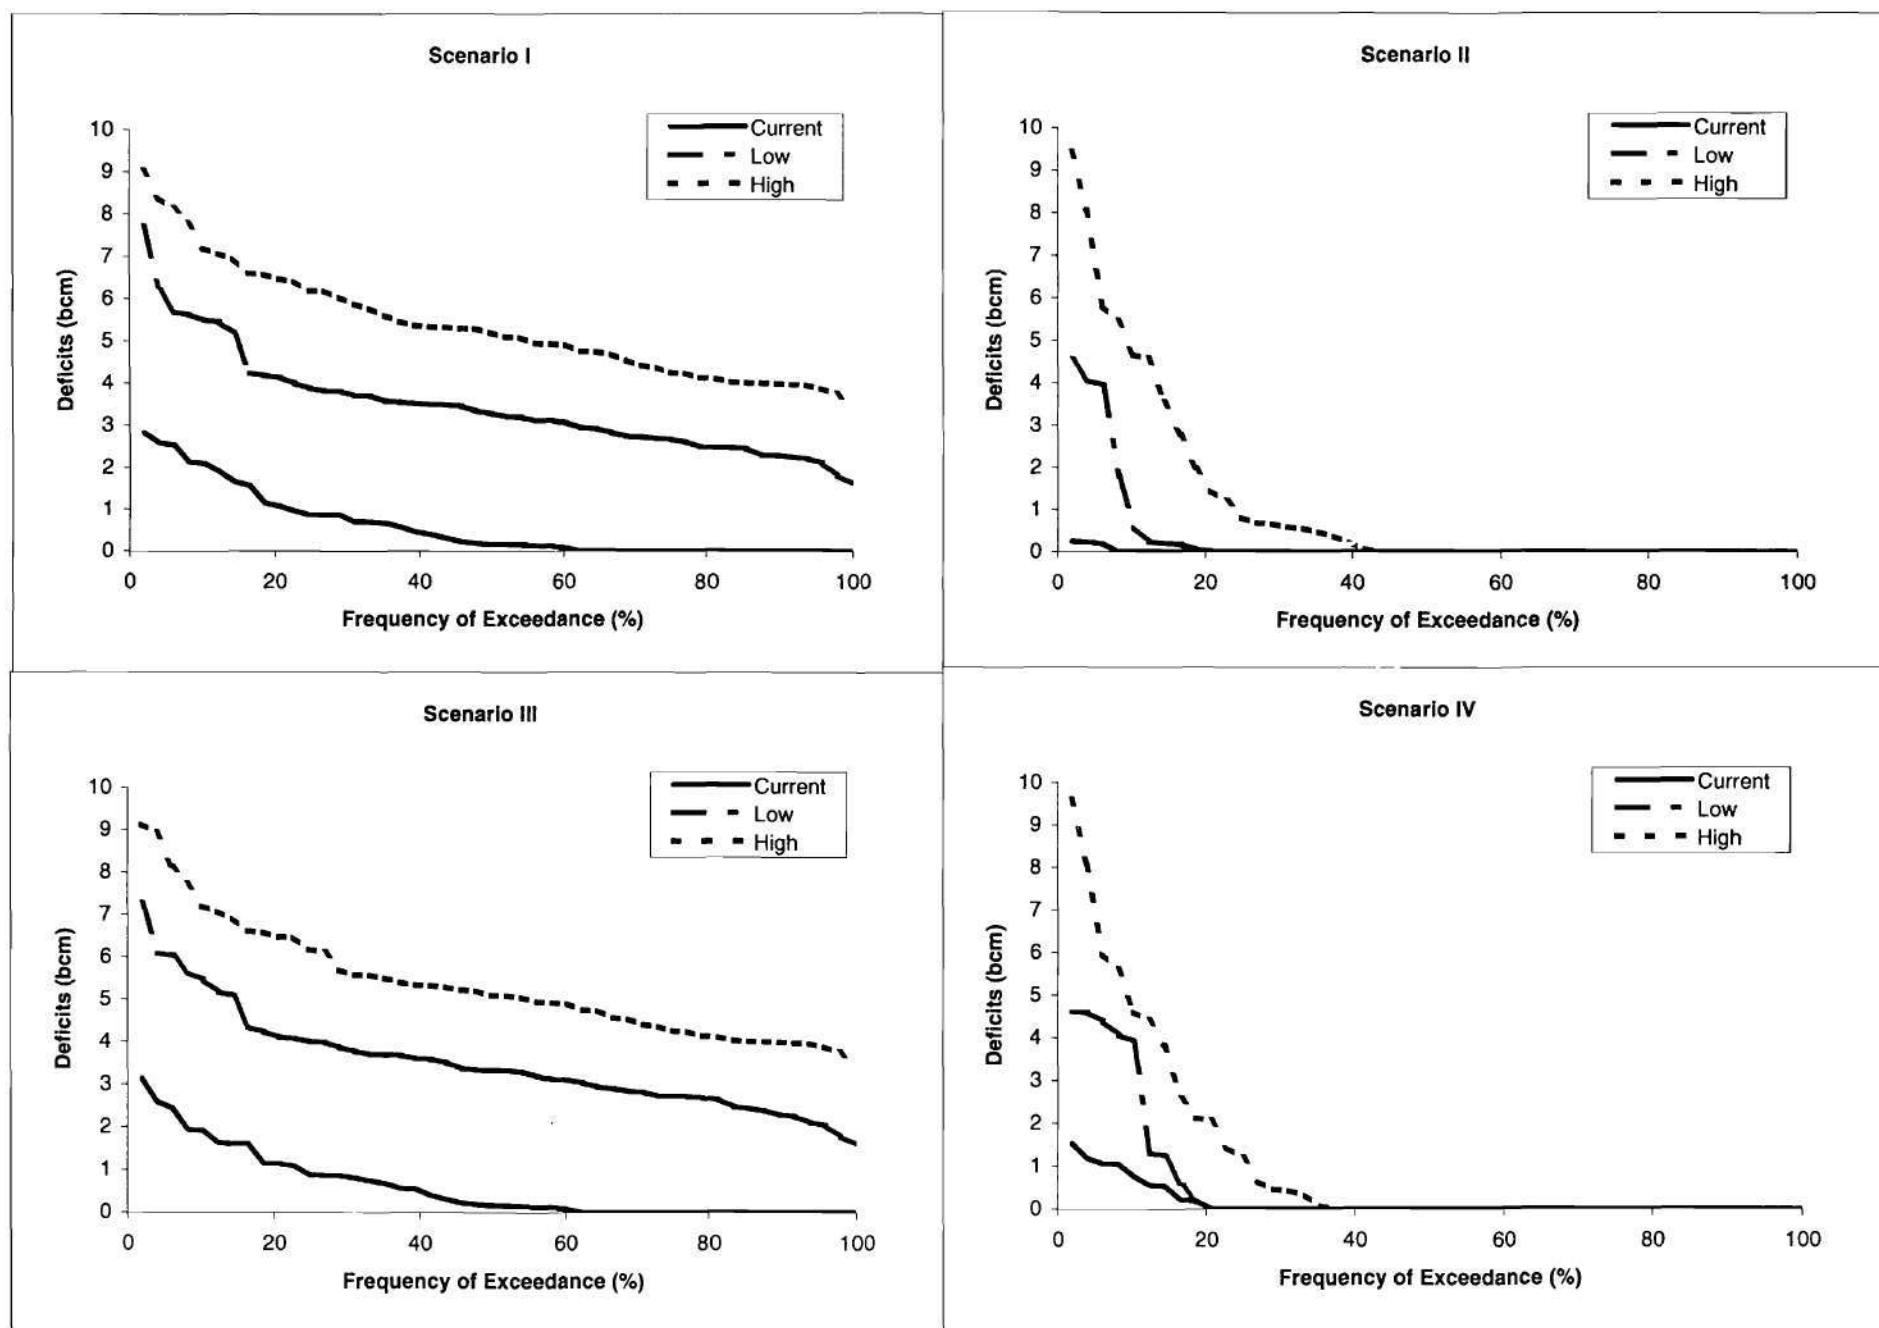 Scenario I
10
9
8
7
6
5
4
3
2
1
0
Deficits (bcm)
Current
Low
High
0 20 40 60 80 100
Frequency of Exceedance (%)
Scenario II
10
9
8
7
6
5
4
3
2
1
0
Deficits (bcm)
Current
Low
High
0 20 40 60 80 100
Frequency of Exceedance (%)
Scenario III
10
9
8
7
6
5
4
3
2
1
0
Deficits (bcm)
Current
Low
High
0 20 40 60 80 100
Frequency of Exceedance (%)
Scenario IV
10
9
8
7
6
5
4
3
2
1
0
Deficits (bcm)
Current
Low
High
0 20 40 60 80 100
Frequency of Exceedance (%)